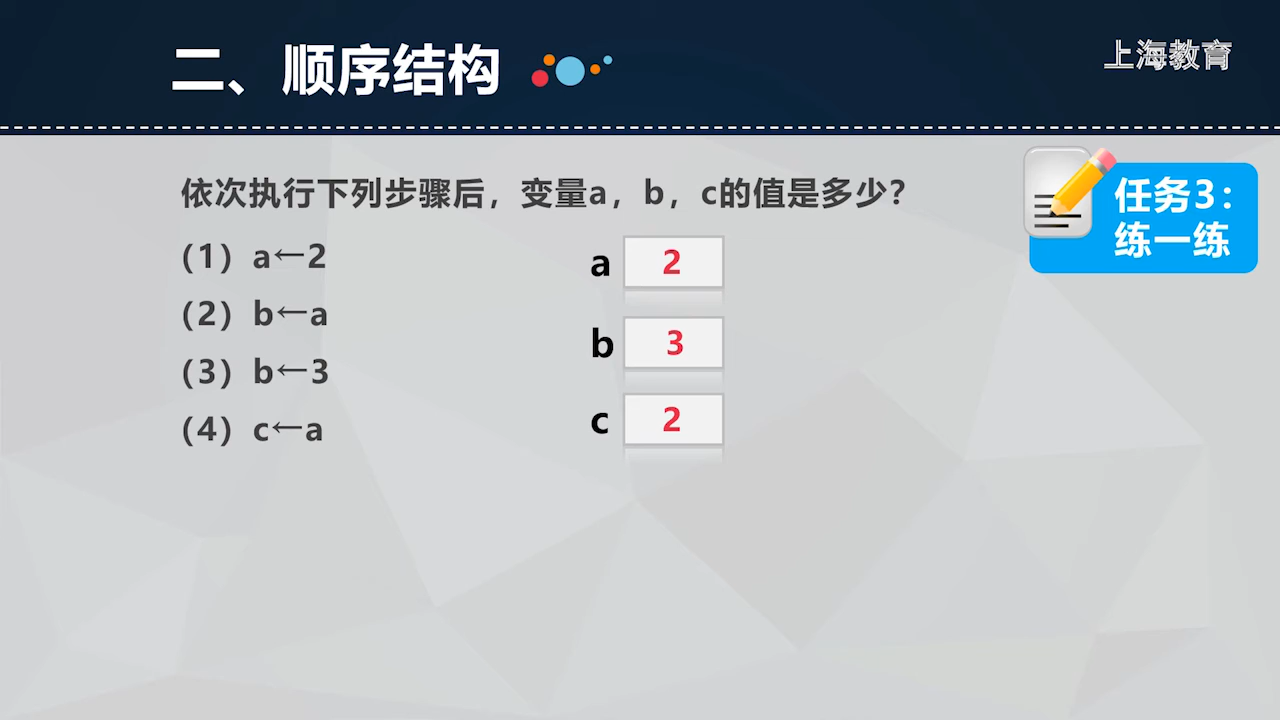 二、顺序结构
上海教育
任务3：
练一练
依次执行下列步骤后，变量a，b，c的值是多少？
（1）a←2
（2）b←a
（3）b←3
（4）c←a
a 2
b 3
c 2